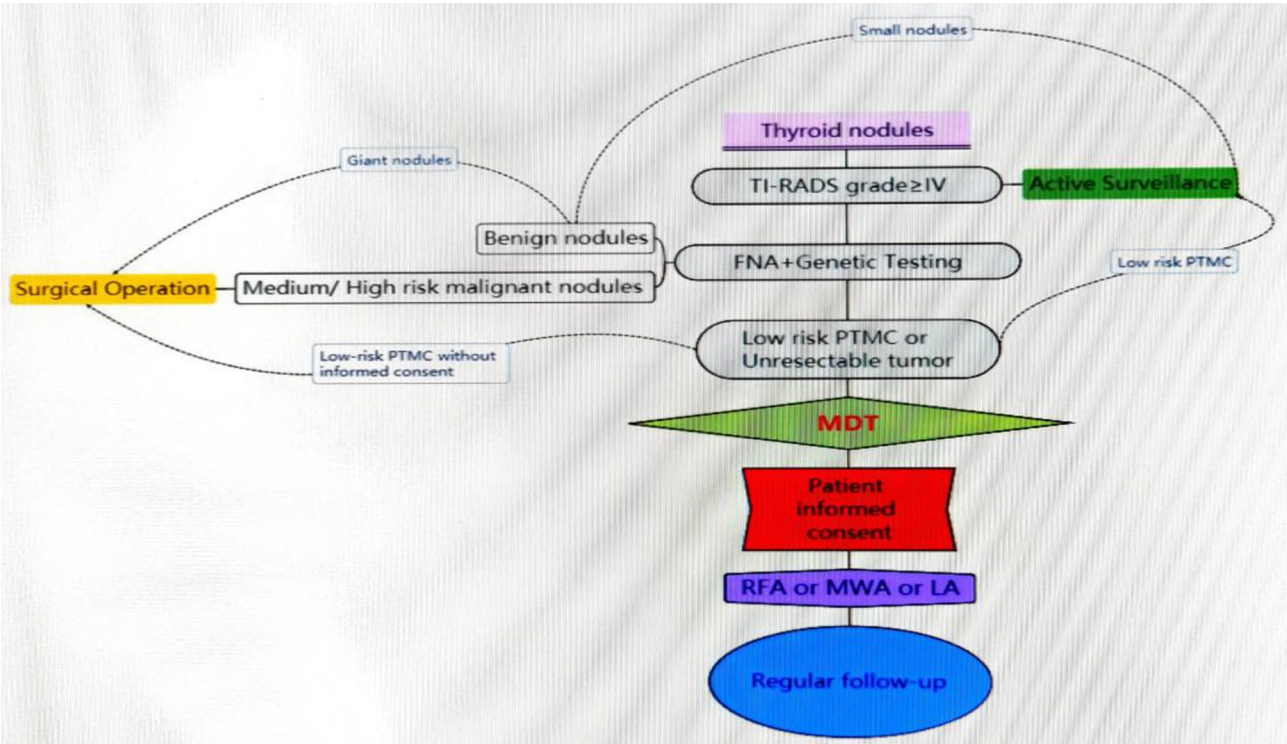 Small nodules
Thyroid nodules
Giant nodules
TI-RADS grade≥IV
Active Surveillance
Benign nodules
FNA+Genetic Testing
Low risk PTMC
Surgical Operation
Medium/ High risk malignant nodules
Low risk PTMC or
Unresectable tumor
Low-risk PTMC without
informed consent
MDT
Patient
informed
consent
RFA or MWA or LA
Regular follow-up